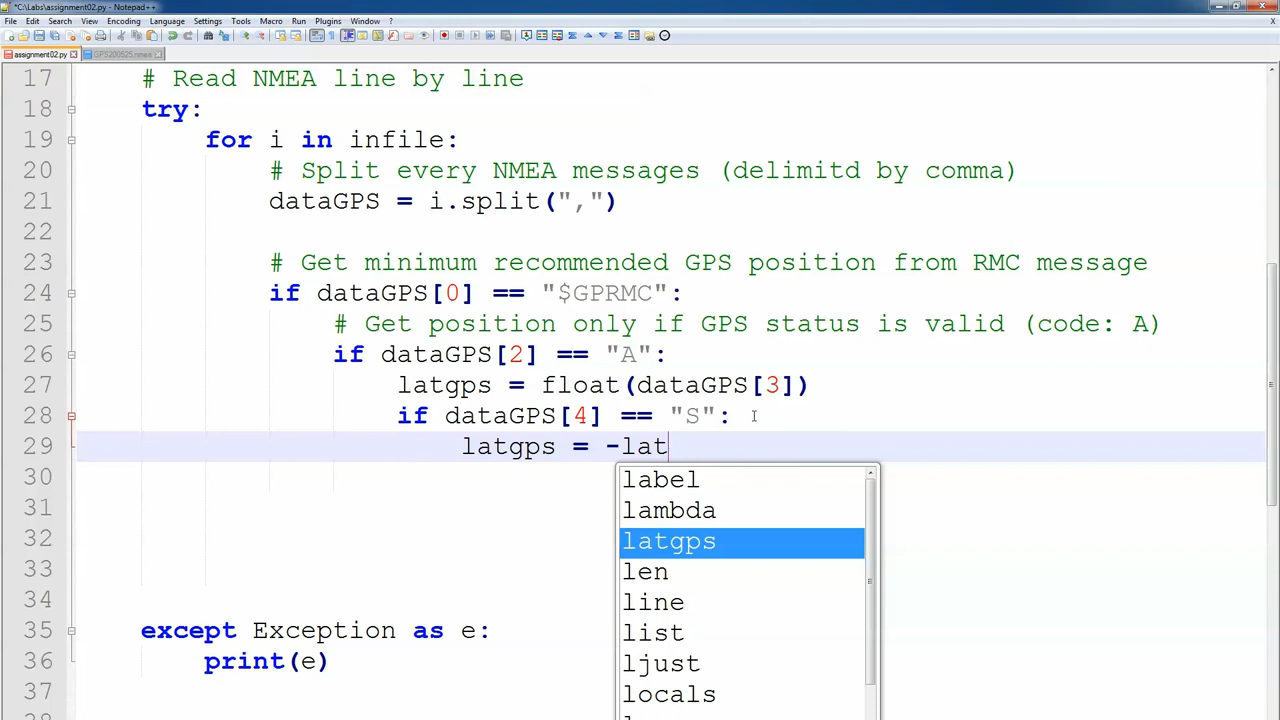 *C:\Labs\assignment02.py - Notepad++
File Edit Search View Encoding Language Settings Tools Macro Run Plugins Window ?
assignment02.py GPS200525.nmea
17 # Read NMEA line by line
18 try:
19 for i in infile:
20 # Split every NMEA messages (delimitd by comma)
21 dataGPS = i.split(",")
22
23 # Get minimum recommended GPS position from RMC message
24 if dataGPS[0] == "$GPRMC":
25 # Get position only if GPS status is valid (code: A)
26 if dataGPS[2] == "A":
27 latgps = float(dataGPS[3])
28 if dataGPS[4] == "S":
29 latgps = -lat
30 label
31 lambda
32 latgps
33 len
34 line
35 except Exception as e: list
36 print(e) ljust
37 locals
38